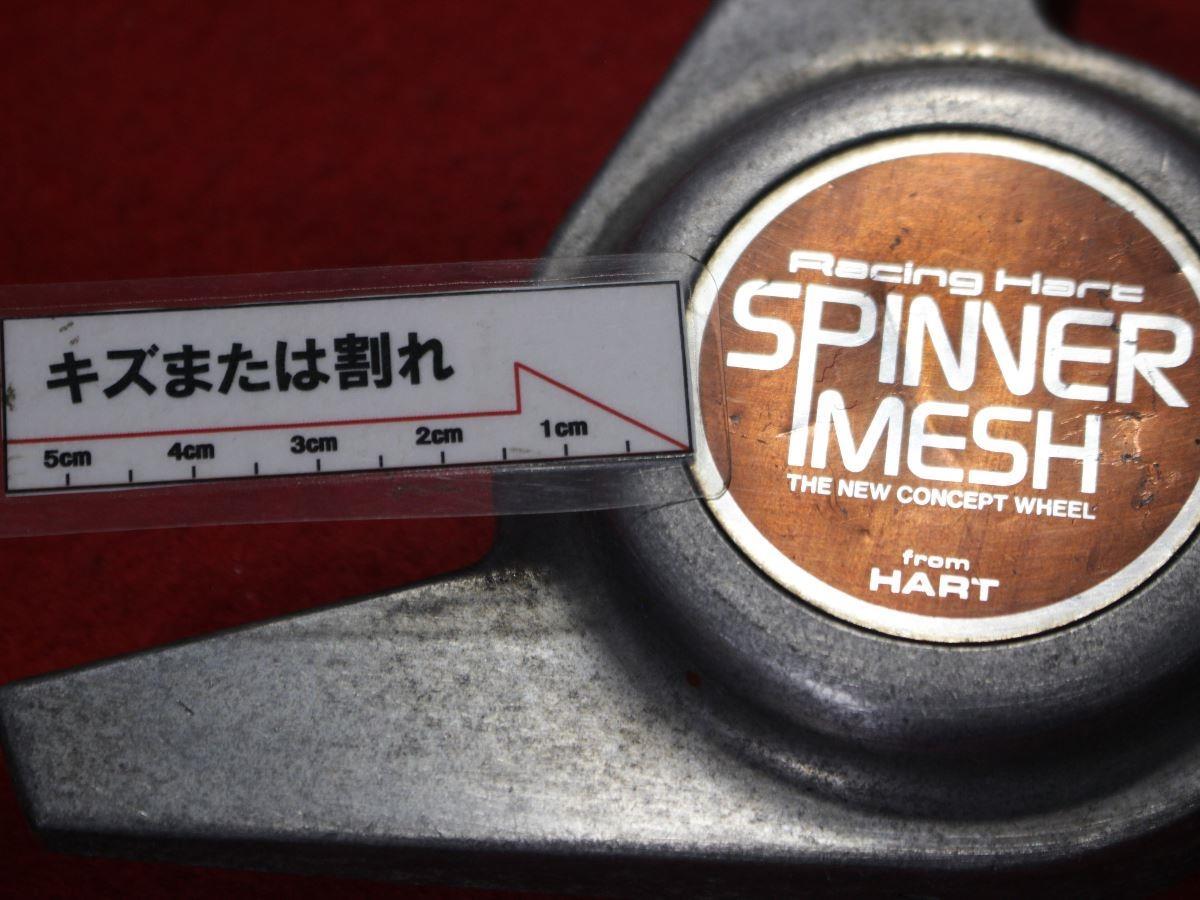 キズまたは割れ
5cm 4cm 3cm 2cm 1cm
Racing Hart
SPINNER
MESH
THE NEW CONCEPT WHEEL
from
HART